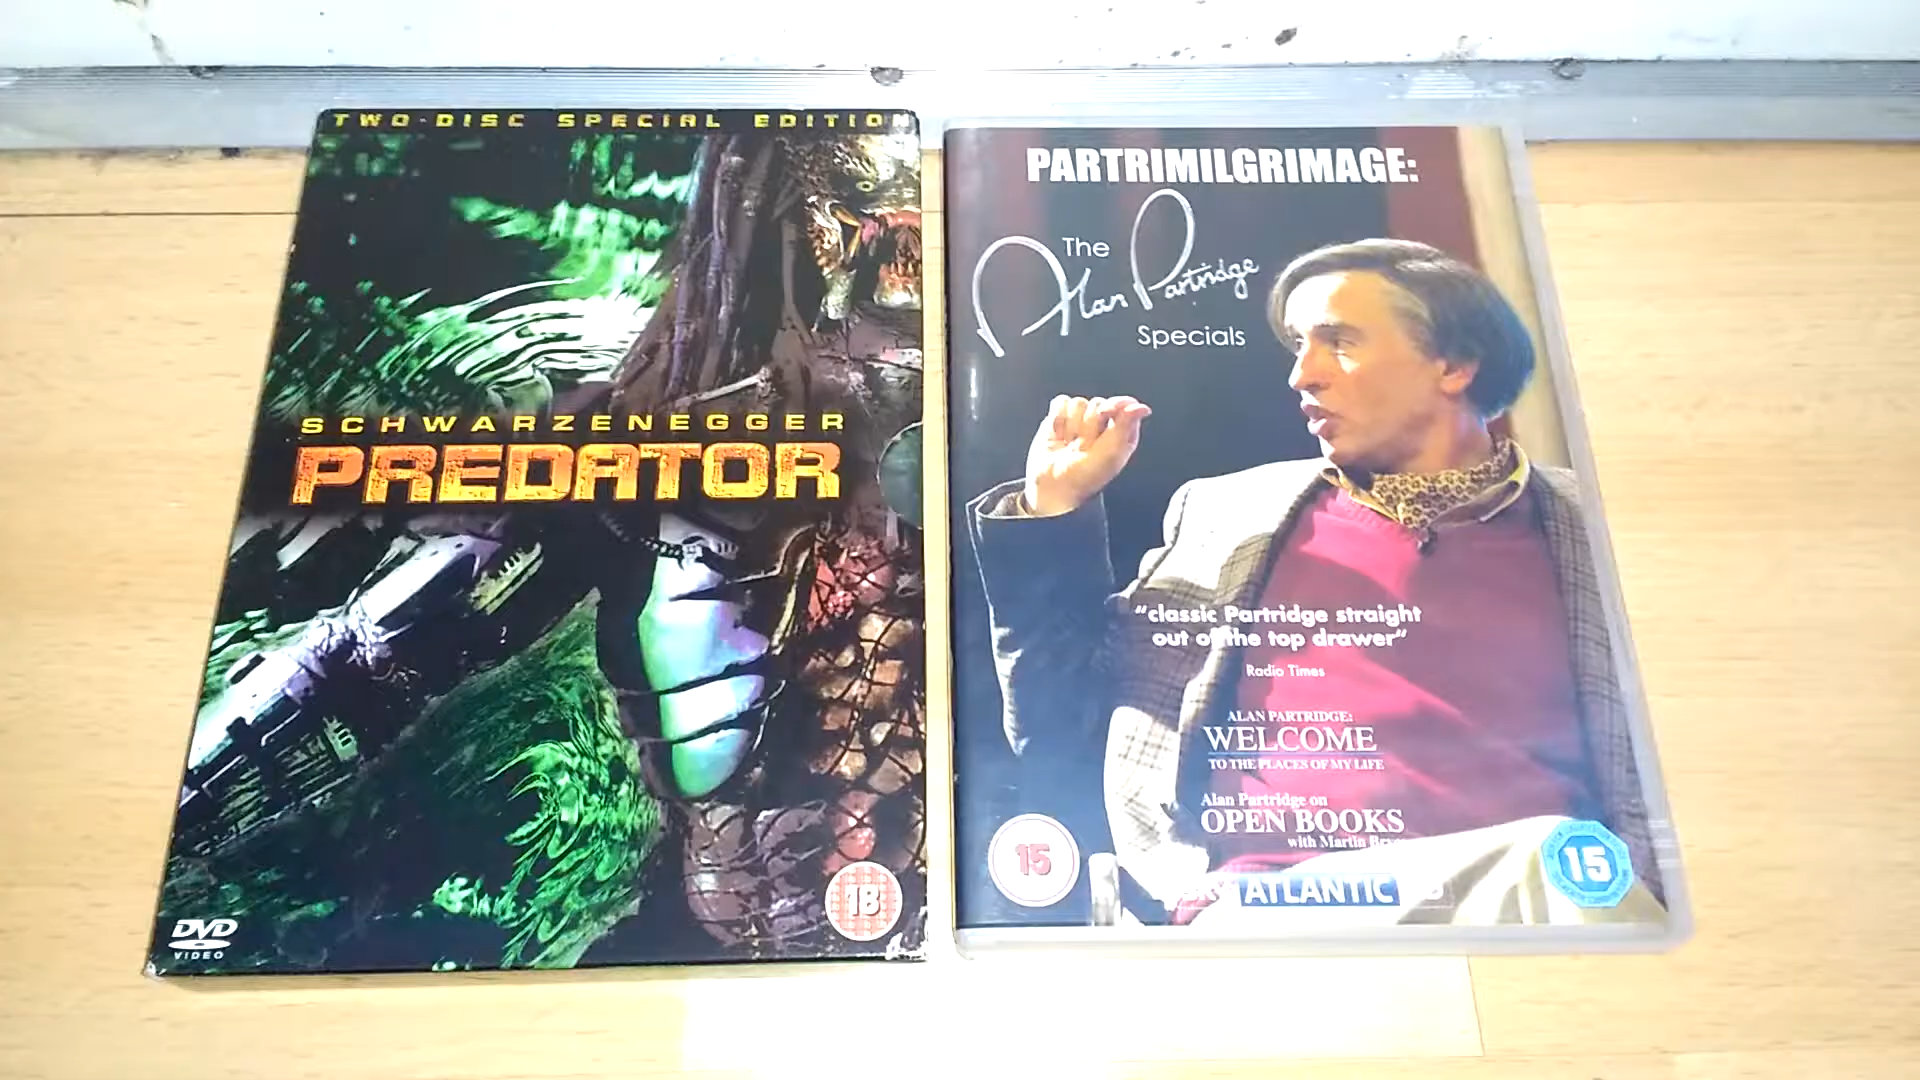 TWO-DISC SPECIAL EDITION
SCHWARZENEGGER
PREDATOR
18
DVD
VIDEO
PARTRIMILGRIMAGE:
The
Alan Partridge
Specials
"classic Partridge straight
out of the top drawer"
Radio Times
ALAN PARTRIDGE:
WELCOME
TO THE PLACES OF MY LIFE
Alan Partridge on
OPEN BOOKS
with Martin
15
ATLANTIC
15